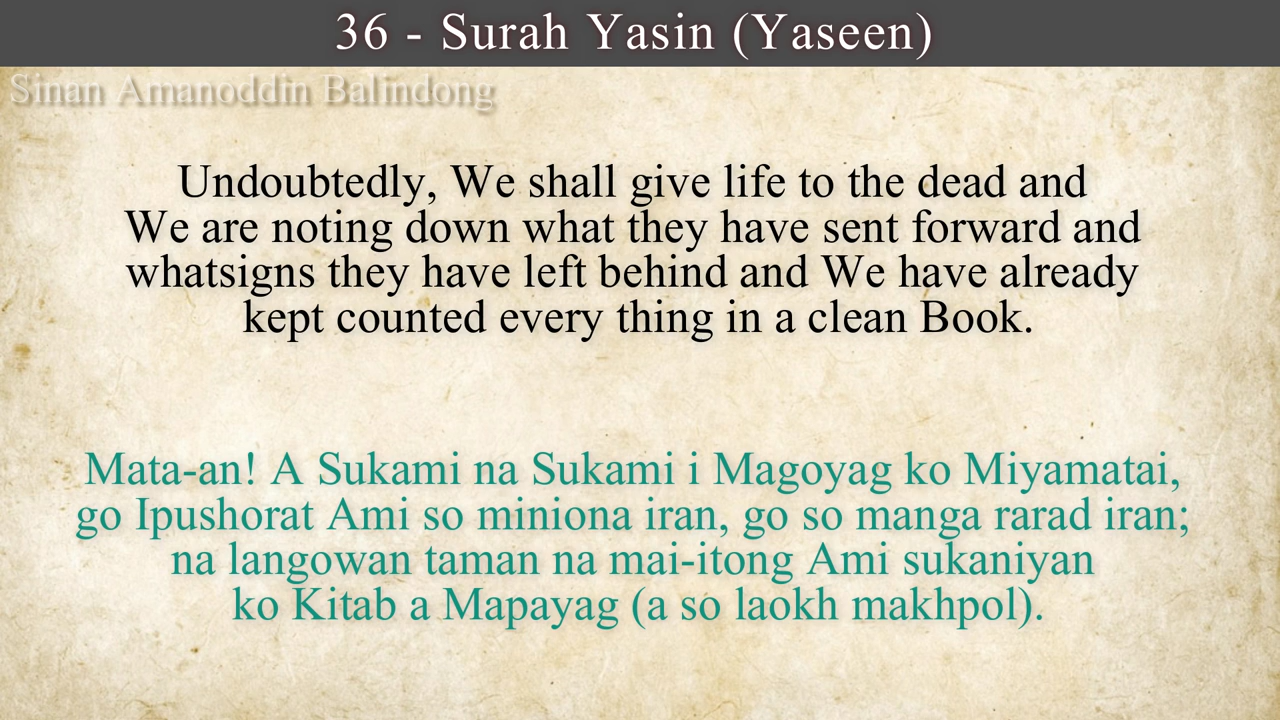 36 - Surah Yasin (Yaseen)
Sinan Amanoddin Balindong
Undoubtedly, We shall give life to the dead and
We are noting down what they have sent forward and
whatsigns they have left behind and We have already
kept counted every thing in a clean Book.
Mata-an! A Sukami na Sukami i Magoyag ko Miyamatai,
go Ipushorat Ami so miniona iran, go so manga rarad iran;
na langowan taman na mai-itong Ami sukaniyan
ko Kitab a Mapayag (a so laokh makhpol).